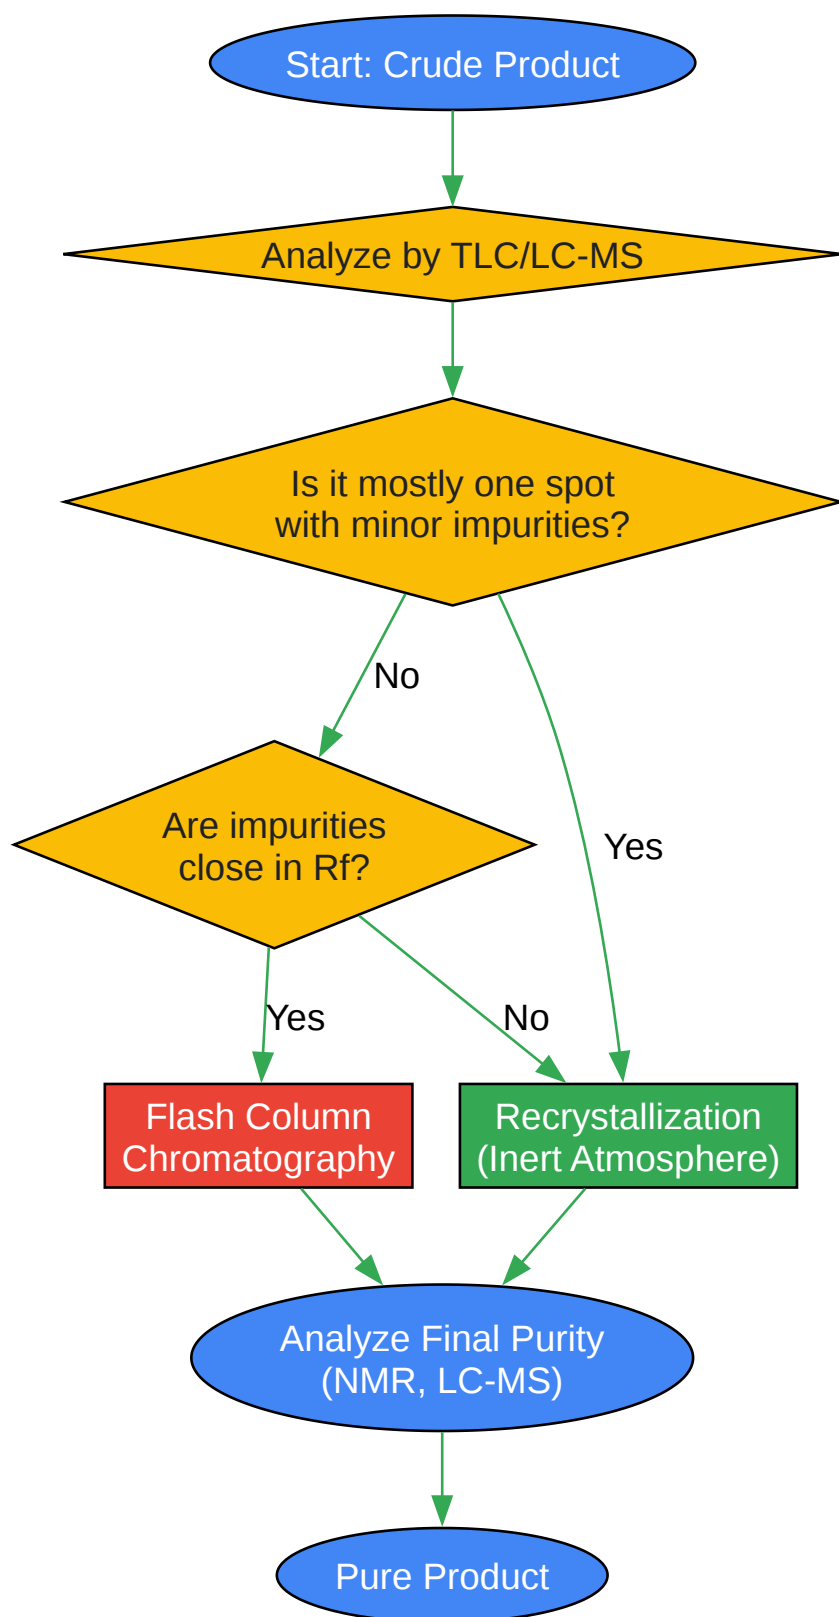 Start: Crude Product
Analyze by TLC/LC-MS
Is it mostly one spot
with minor impurities?
No
Yes
Are impurities
close in Rf?
Yes
No
Flash Column
Chromatography
Recrystallization
(Inert Atmosphere)
Analyze Final Purity
(NMR, LC-MS)
Pure Product